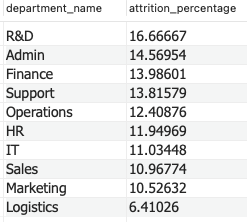 department_name attrition_percentage
R&D 16.66667
Admin 14.56954
Finance 13.98601
Support 13.81579
Operations 12.40876
HR 11.94969
IT 11.03448
Sales 10.96774
Marketing 10.52632
Logistics 6.41026